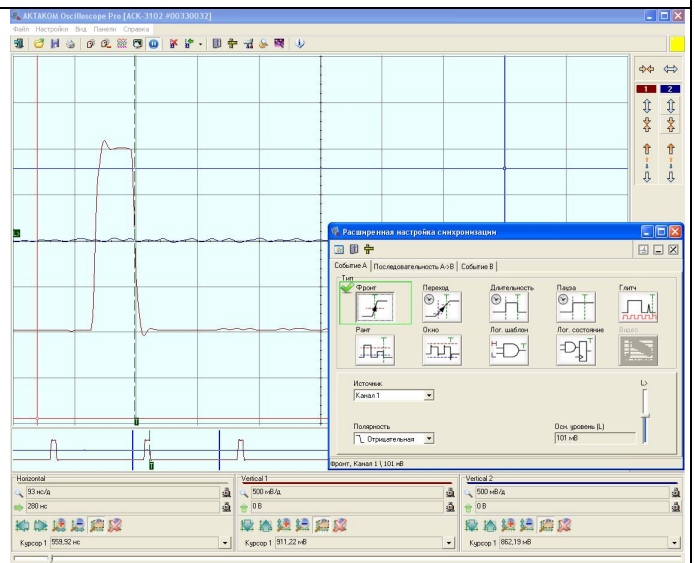 AKTAKOM Oscilloscope Pro [ACK-3102 #00330032]
Файл Настройки Вид Панели Справка
1 2
Расширенная настройка синхронизации
Событие A Последовательность A->B Событие B
Тип
Фронт Переход Длительность Пауза Глитч
Рант Окно Лог. шаблон Лог. состояние Видео
Источник L>
Канал 1
Полярность Осн. уровень (L)
Отрицательная 101 мВ
Фронт, Канал 1 \ 101 мВ
Horizontal Vertical 1 Vertical 2
93 нс/д 500 мВ/д 500 мВ/д
280 нс 0 В 0 В
Курсор 1 559,92 нс Курсор 1 911,22 мВ Курсор 1 862,19 мВ